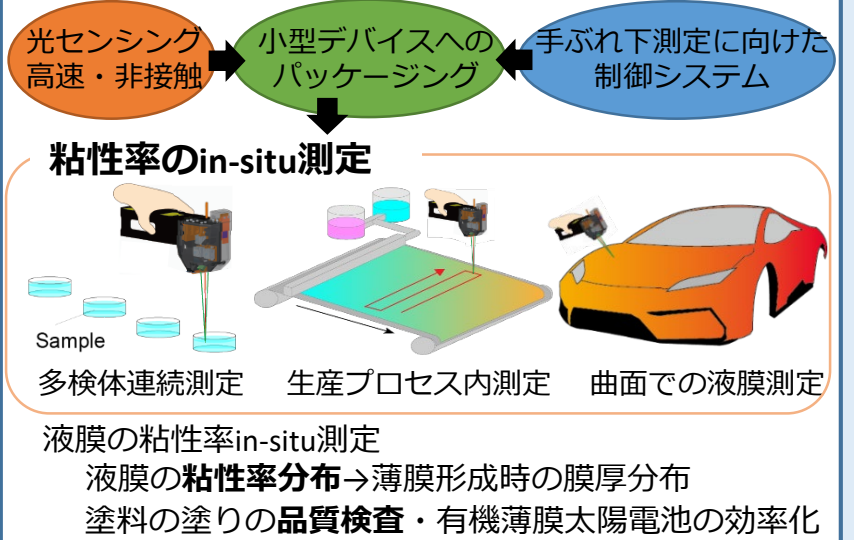 光センシング
高速・非接触
小型デバイスへの
パッケージング
手ぶれ下測定に向けた
制御システム
粘性率のin-situ測定
Sample
多検体連続測定
生産プロセス内測定
曲面での液膜測定
液膜の粘性率in-situ測定
液膜の粘性率分布→薄膜形成時の膜厚分布
塗料の塗りの品質検査・有機薄膜太陽電池の効率化